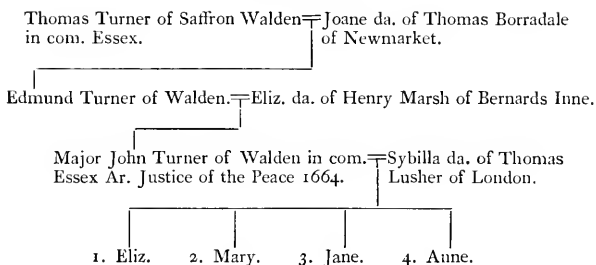 Thomas Turner of Saffron Walden=Joane da. of Thomas Borradale
in com. Essex. of Newmarket.
Edmund Turner of Walden.=Eliz. da. of Henry Marsh of Bernards Inne.
Major John Turner of Walden in com.=Sybilla da. of Thomas
Essex Ar. Justice of the Peace 1664. Lusher of London.
1. Eliz. 2. Mary. 3. Jane. 4. Anne.